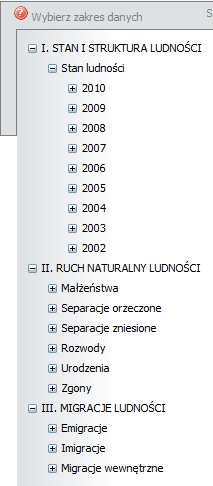 Wybierz zakres danych S
I. STAN I STRUKTURA LUDNOŚCI
Stan ludności
2010
2009
2008
2007
2006
2005
2004
2003
2002
II. RUCH NATURALNY LUDNOŚCI
Małżeństwa
Separacje orzeczone
Separacje zniesione
Rozwody
Urodzenia
Zgony
III. MIGRACJE LUDNOŚCI
Emigracje
Imigracje
Migracje wewnętrzne